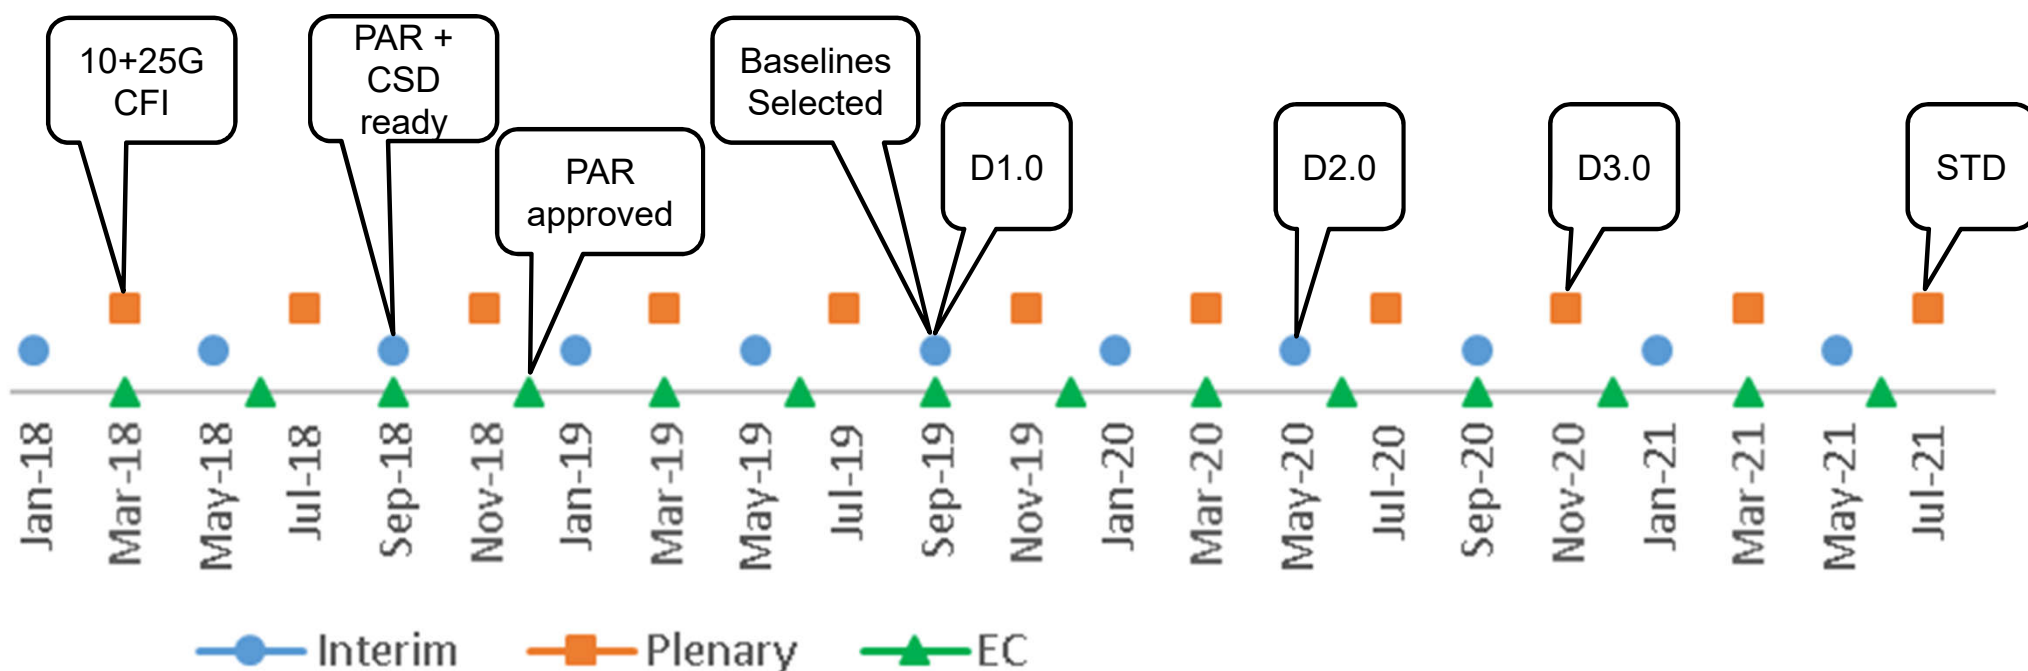 10+25G
CFI
PAR +
CSD
ready
PAR
approved
Baselines
Selected
D1.0
D2.0
D3.0
STD
Jan-18
Mar-18
May-18
Jul-18
Sep-18
Nov-18
Jan-19
Mar-19
May-19
Jul-19
Sep-19
Nov-19
Jan-20
Mar-20
May-20
Jul-20
Sep-20
Nov-20
Jan-21
Mar-21
May-21
Jul-21
Interim
Plenary
EC